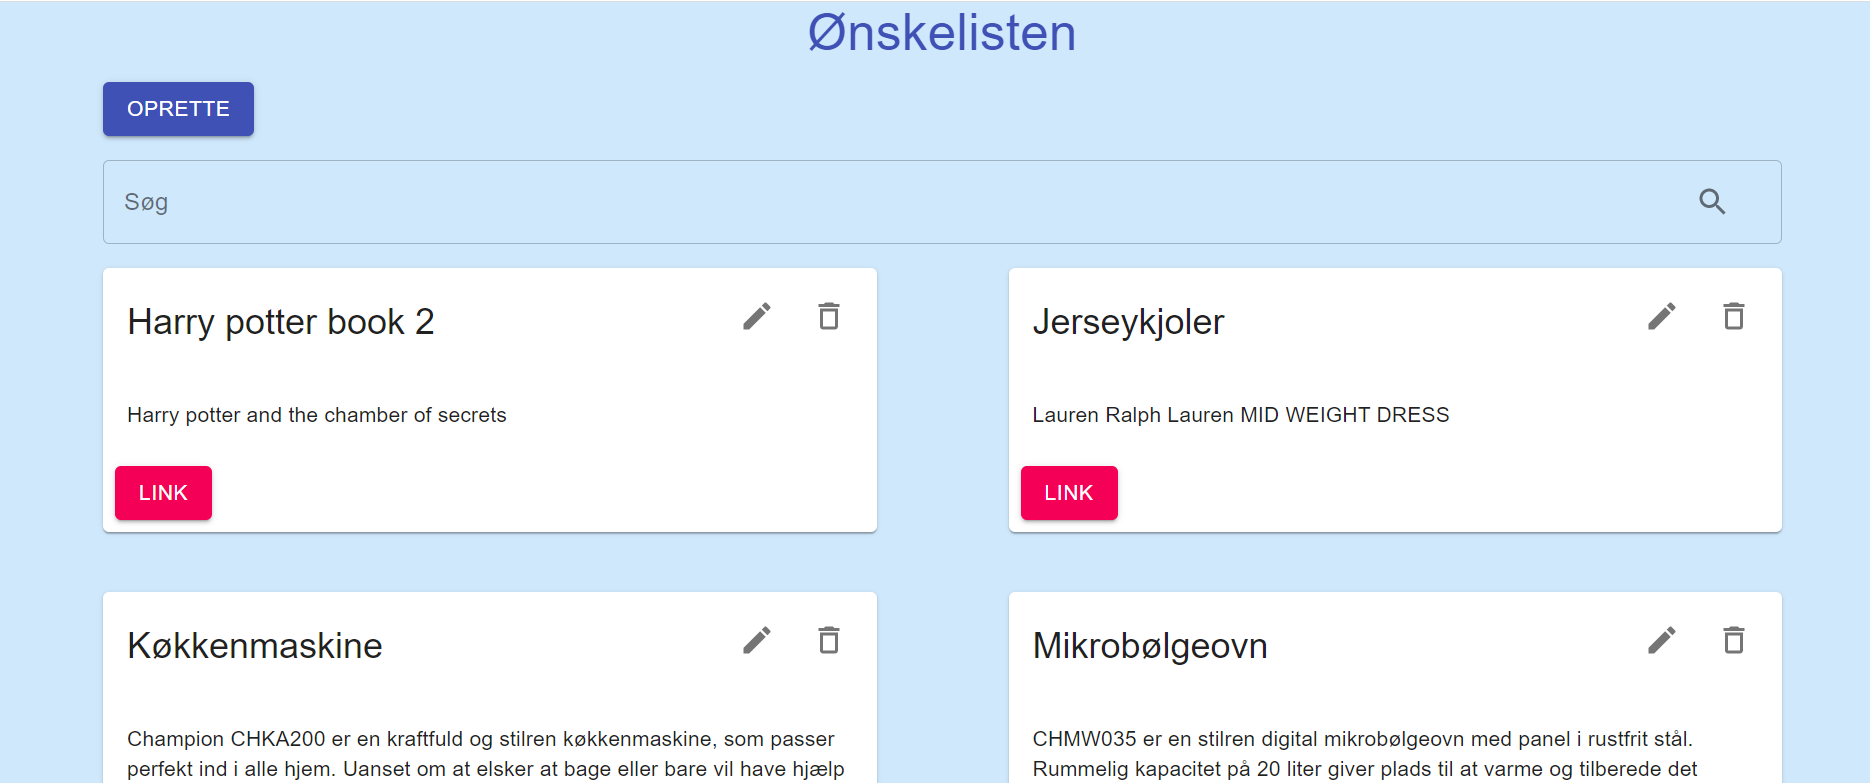 Ønskelisten
OPRETTE
Søg
Harry potter book 2
Harry potter and the chamber of secrets
LINK
Jerseykjoler
Lauren Ralph Lauren MID WEIGHT DRESS
LINK
Køkkenmaskine
Champion CHKA200 er en kraftfuld og stilren køkkenmaskine, som passer
perfekt ind i alle hjem. Uanset om at elsker at bage eller bare vil have hjælp
Mikrobølgeovn
CHMW035 er en stilren digital mikrobølgeovn med panel i rustfrit stål.
Rummelig kapacitet på 20 liter giver plads til at varme og tilberede det